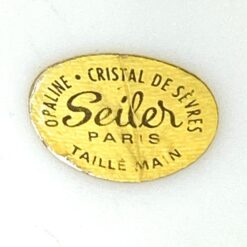 OPALINE • CRISTAL DE SÈVRES
Seiler
PARIS
TAILLÉ MAIN